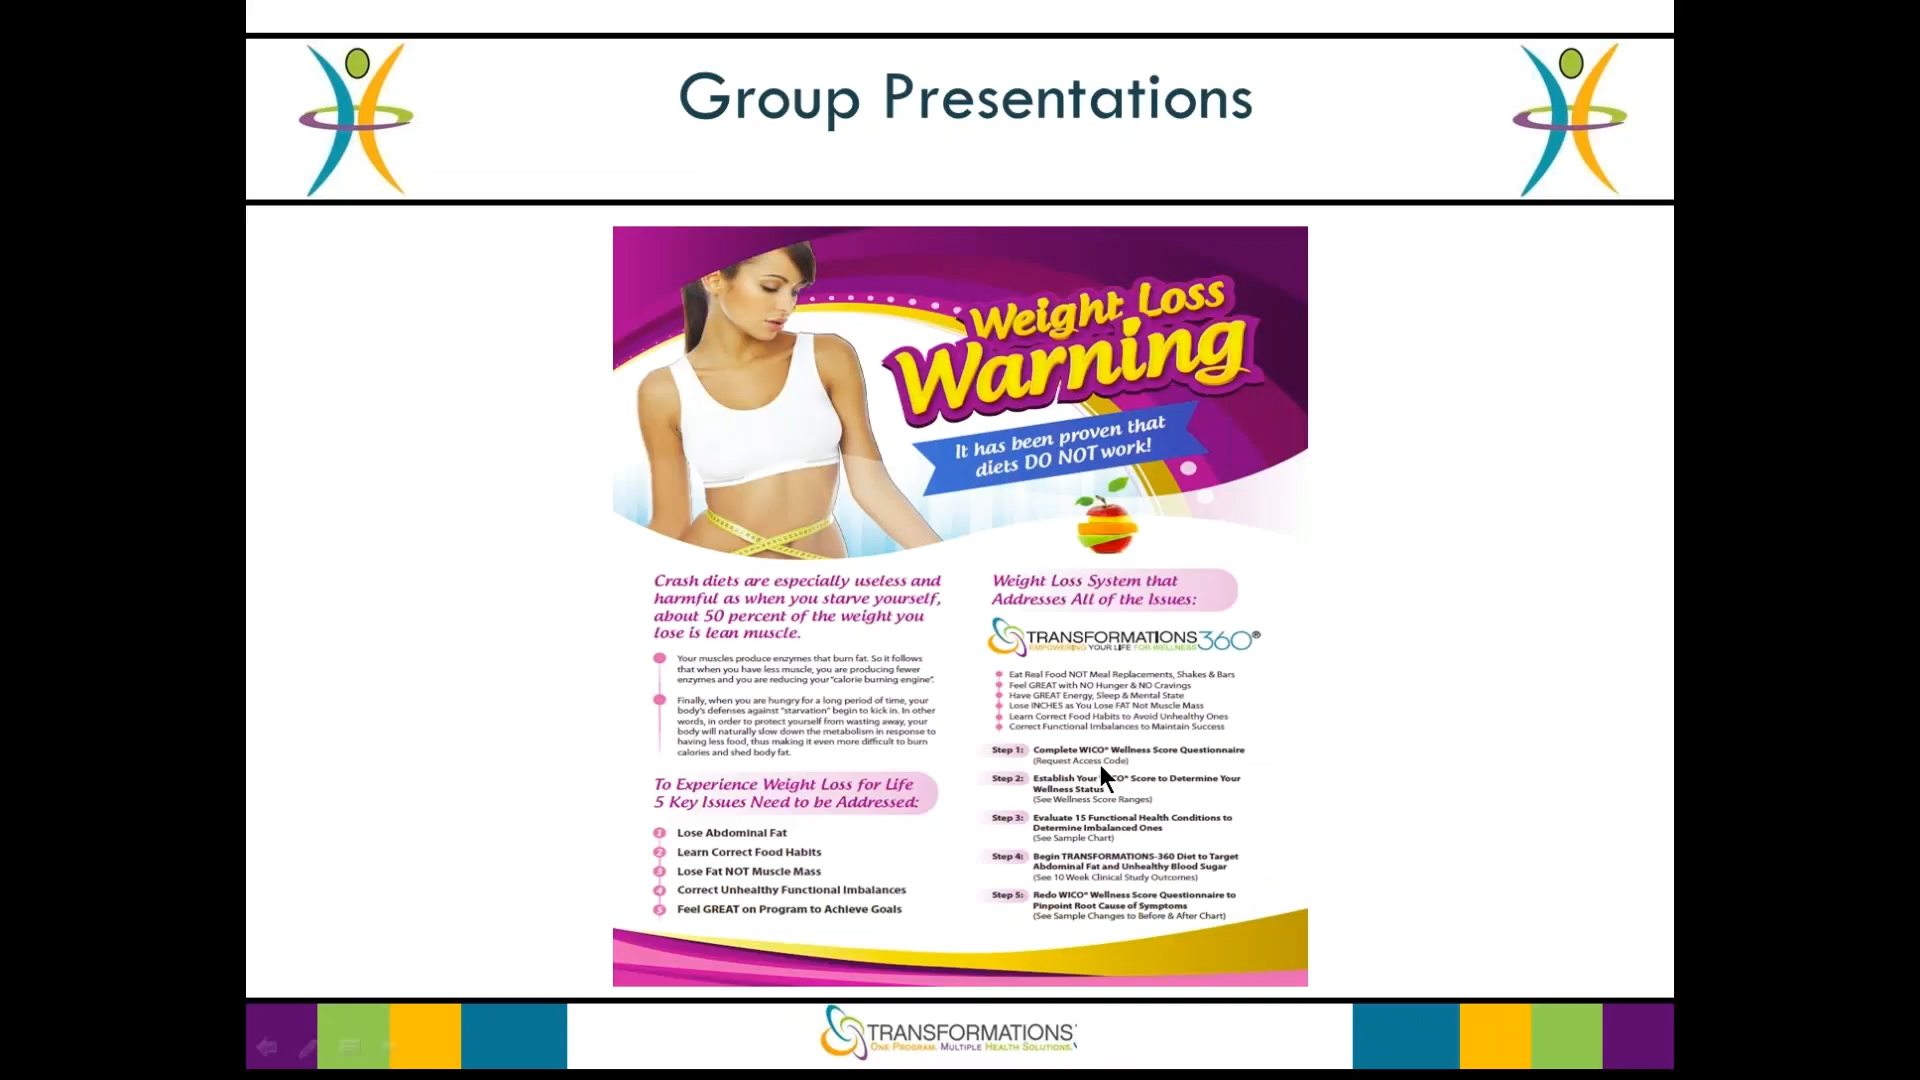 Group Presentations
Weight Loss
Warning
It has been proven that
diets DO NOT work!
Crash diets are especially useless and
harmful as when you starve yourself,
about 50 percent of the weight you
lose is lean muscle.
Your muscles produce enzymes that burn fat. So it follows
that when you have less muscle, you are producing fewer
enzymes and you are reducing your "calorie burning engine".
Finally, when you are hungry for a long period of time, your
body's defenses against "starvation" begin to kick in. In other
words, in order to protect yourself from wasting away, your
body will naturally slow down the metabolism in response to
having less food, thus making it even more difficult to burn
calories and shed body fat.
To Experience Weight Loss for Life
5 Key Issues Need to be Addressed:
1 Lose Abdominal Fat
2 Learn Correct Food Habits
3 Lose Fat NOT Muscle Mass
4 Correct Unhealthy Functional Imbalances
5 Feel GREAT on Program to Achieve Goals
Weight Loss System that
Addresses All of the Issues:
TRANSFORMATIONS360®
EMPOWERING YOUR LIFE FOR WELLNESS
Eat Real Food NOT Meal Replacements, Shakes & Bars
Feel GREAT with NO Hunger & NO Cravings
Have GREAT Energy, Sleep & Mental State
Lose INCHES as You Lose FAT Not Muscle Mass
Learn Correct Food Habits to Avoid Unhealthy Ones
Correct Functional Imbalances to Maintain Success
Step 1: Complete WICO® Wellness Score Questionnaire
(Request Access Code)
Step 2: Establish Your WICO® Score to Determine Your
Wellness Status
(See Wellness Score Ranges)
Step 3: Evaluate 15 Functional Health Conditions to
Determine Imbalanced Ones
(See Sample Chart)
Step 4: Begin TRANSFORMATIONS-360 Diet to Target
Abdominal Fat and Unhealthy Blood Sugar
(See 10 Week Clinical Study Outcomes)
Step 5: Redo WICO® Wellness Score Questionnaire to
Pinpoint Root Cause of Symptoms
(See Sample Changes to Before & After Chart)
TRANSFORMATIONS
ONE PROGRAM. MULTIPLE HEALTH SOLUTIONS.